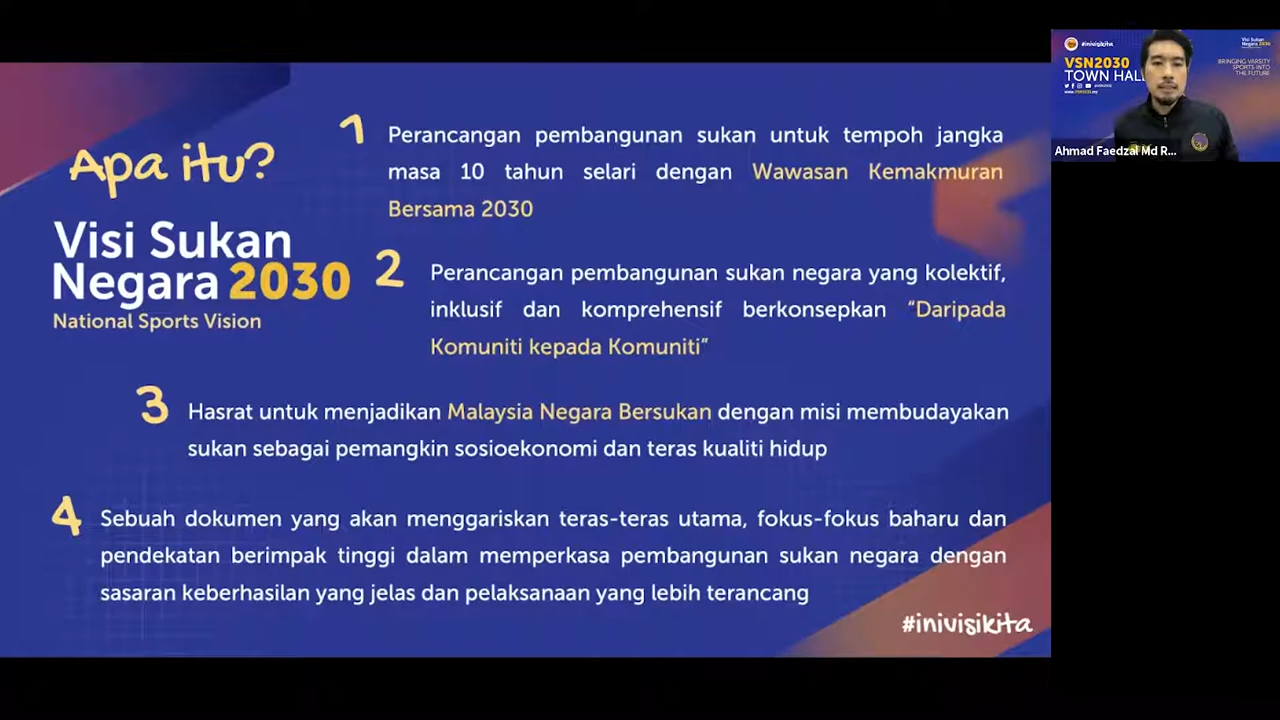 Apa itu?
Visi Sukan
Negara 2030
National Sports Vision
1
Perancangan pembangunan sukan untuk tempoh jangka
masa 10 tahun selari dengan Wawasan Kemakmuran
Bersama 2030
2
Perancangan pembangunan sukan negara yang kolektif,
inklusif dan komprehensif berkonsepkan “Daripada
Komuniti kepada Komuniti”
3
Hasrat untuk menjadikan Malaysia Negara Bersukan dengan misi membudayakan
sukan sebagai pemangkin sosioekonomi dan teras kualiti hidup
4
Sebuah dokumen yang akan menggariskan teras-teras utama, fokus-fokus baharu dan
pendekatan berimpak tinggi dalam memperkasa pembangunan sukan negara dengan
sasaran keberhasilan yang jelas dan pelaksanaan yang lebih terancang
#inivisikita
#inivisikita
VSN2030
TOWN HAL
Visi Sukan
Negara 2030
BRINGING VARSITY
SPORTS INTO
THE FUTURE
Ahmad Faedzal Md R...